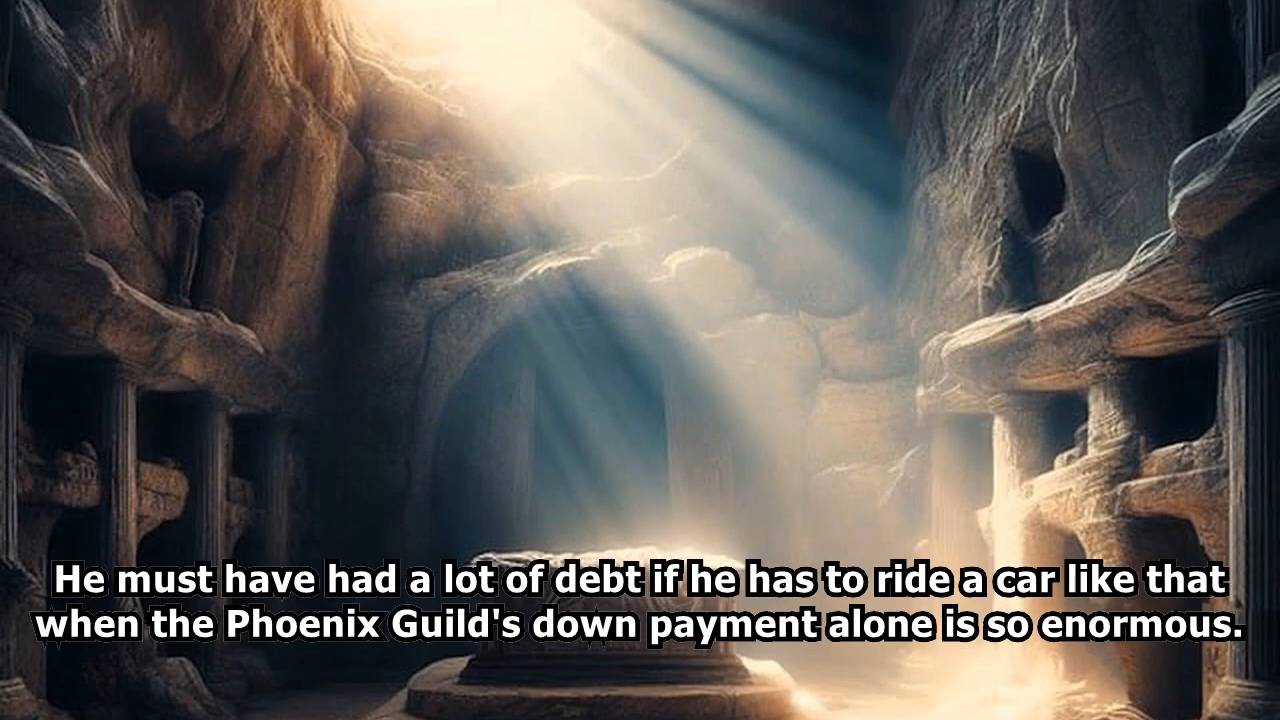 He must have had a lot of debt if he has to ride a car like that
when the Phoenix Guild's down payment alone is so enormous.